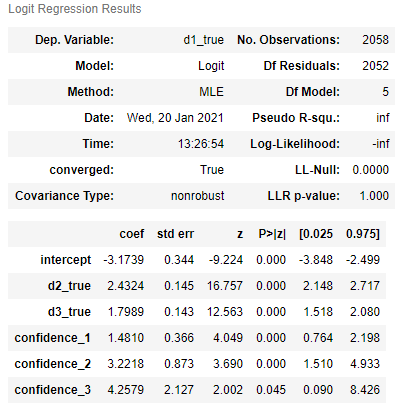 Logit Regression Results
Dep. Variable: d1_true No. Observations: 2058
Model: Logit Df Residuals: 2052
Method: MLE Df Model: 5
Date: Wed, 20 Jan 2021 Pseudo R-squ.: inf
Time: 13:26:54 Log-Likelihood: -inf
converged: True LL-Null: 0.0000
Covariance Type: nonrobust LLR p-value: 1.000
coef std err z P>|z| [0.025 0.975]
intercept -3.1739 0.344 -9.224 0.000 -3.848 -2.499
d2_true 2.4324 0.145 16.757 0.000 2.148 2.717
d3_true 1.7989 0.143 12.563 0.000 1.518 2.080
confidence_1 1.4810 0.366 4.049 0.000 0.764 2.198
confidence_2 3.2218 0.873 3.690 0.000 1.510 4.933
confidence_3 4.2579 2.127 2.002 0.045 0.090 8.426